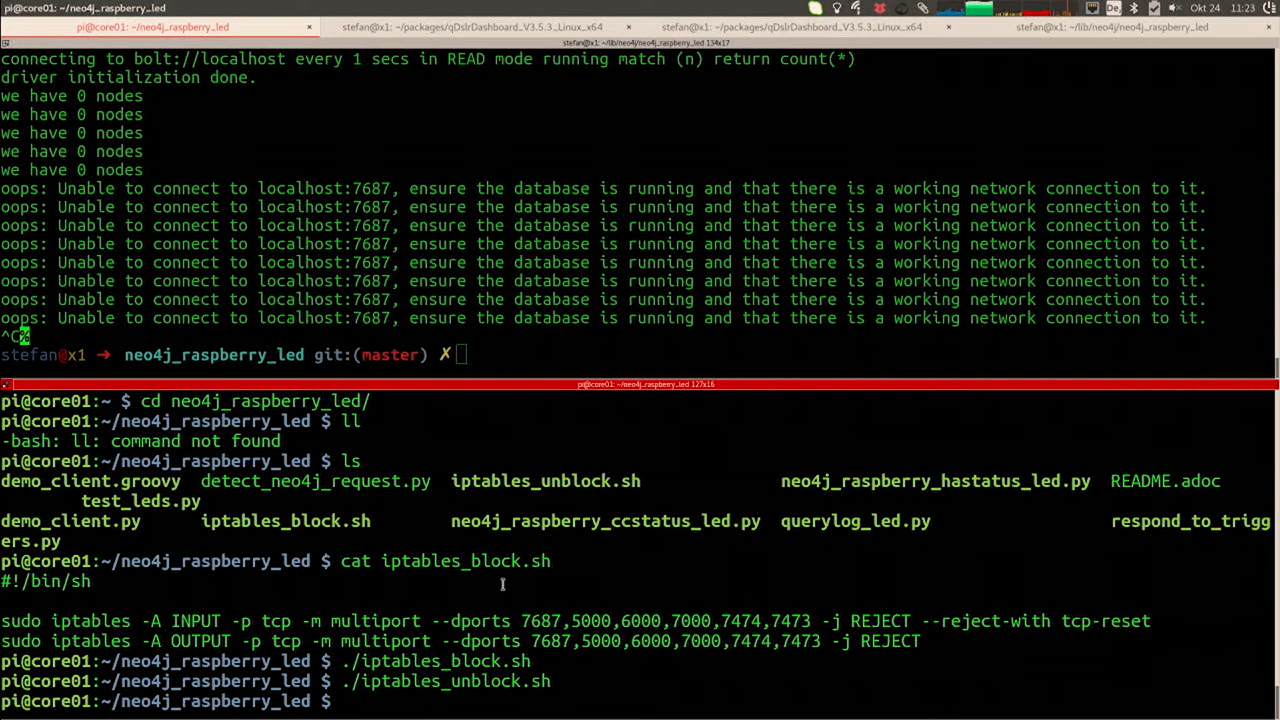 pi@core01: ~/neo4j_raspberry_led
De
Okt 24 11:23
pi@core01: ~/neo4j_raspberry_led × stefan@x1: ~/packages/qDslrDashboard_V3.5.3_Linux_x64 × stefan@x1: ~/packages/qDslrDashboard_V3.5.3_Linux_x64 × stefan@x1: ~/lib/neo4j/neo4j_raspberry_led ×
stefan@x1: ~/lib/neo4j/neo4j_raspberry_led 134x17
connecting to bolt://localhost every 1 secs in READ mode running match (n) return count(*)
driver initialization done.
we have 0 nodes
we have 0 nodes
we have 0 nodes
we have 0 nodes
we have 0 nodes
oops: Unable to connect to localhost:7687, ensure the database is running and that there is a working network connection to it.
oops: Unable to connect to localhost:7687, ensure the database is running and that there is a working network connection to it.
oops: Unable to connect to localhost:7687, ensure the database is running and that there is a working network connection to it.
oops: Unable to connect to localhost:7687, ensure the database is running and that there is a working network connection to it.
oops: Unable to connect to localhost:7687, ensure the database is running and that there is a working network connection to it.
oops: Unable to connect to localhost:7687, ensure the database is running and that there is a working network connection to it.
oops: Unable to connect to localhost:7687, ensure the database is running and that there is a working network connection to it.
oops: Unable to connect to localhost:7687, ensure the database is running and that there is a working network connection to it.
^C%
stefan@x1 → neo4j_raspberry_led git:(master) ✗
pi@core01: ~/neo4j_raspberry_led 127x16
pi@core01:~ $ cd neo4j_raspberry_led/
pi@core01:~/neo4j_raspberry_led $ ll
-bash: ll: command not found
pi@core01:~/neo4j_raspberry_led $ ls
demo_client.groovy detect_neo4j_request.py iptables_unblock.sh neo4j_raspberry_hastatus_led.py README.adoc
test_leds.py
demo_client.py iptables_block.sh neo4j_raspberry_ccstatus_led.py querylog_led.py respond_to_trigg
ers.py
pi@core01:~/neo4j_raspberry_led $ cat iptables_block.sh
#!/bin/sh
sudo iptables -A INPUT -p tcp -m multiport --dports 7687,5000,6000,7000,7474,7473 -j REJECT --reject-with tcp-reset
sudo iptables -A OUTPUT -p tcp -m multiport --dports 7687,5000,6000,7000,7474,7473 -j REJECT
pi@core01:~/neo4j_raspberry_led $ ./iptables_block.sh
pi@core01:~/neo4j_raspberry_led $ ./iptables_unblock.sh
pi@core01:~/neo4j_raspberry_led $